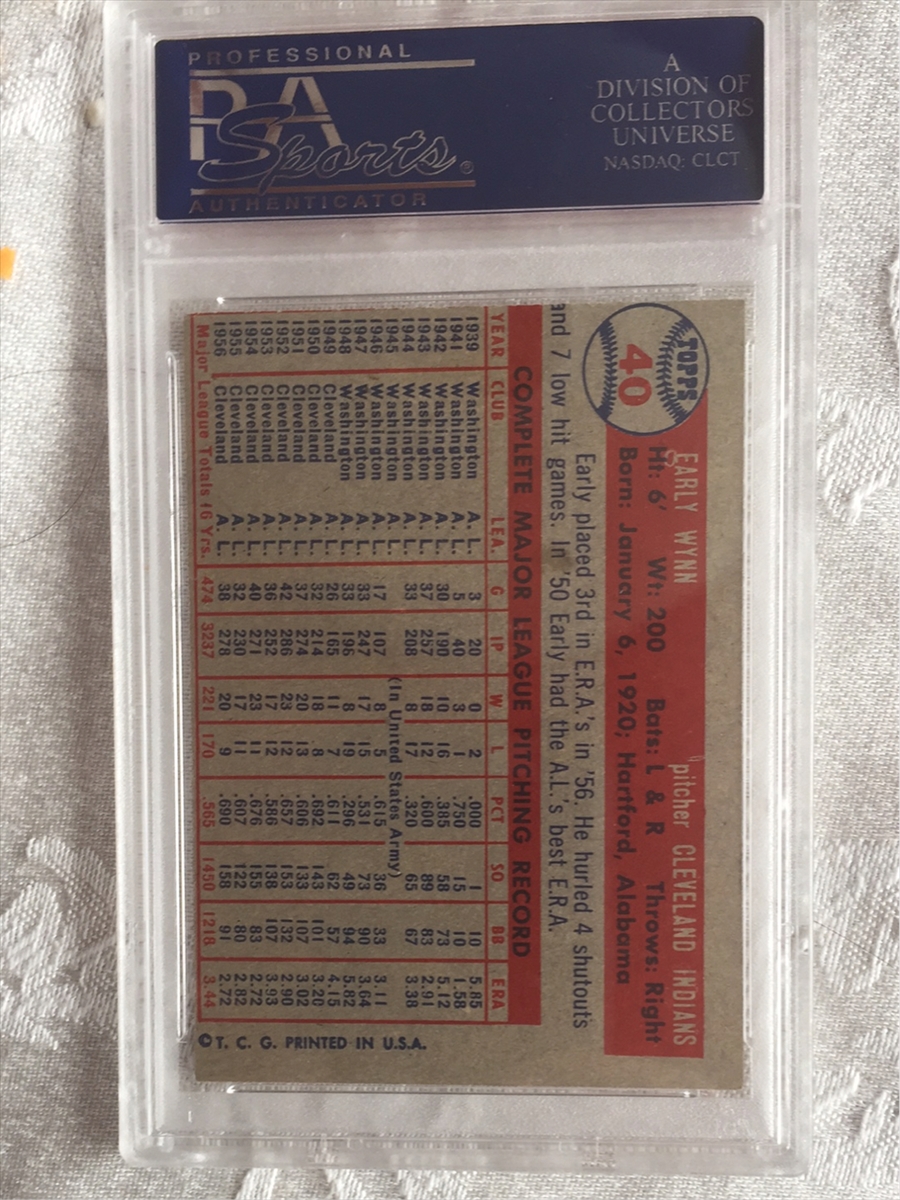 PROFESSIONAL
PSA
Sports®
AUTHENTICATOR
A
DIVISION OF
COLLECTORS
UNIVERSE
NASDAQ: CLCT
TOPPS
40
EARLY WYNN pitcher CLEVELAND INDIANS
Ht: 6' Wt: 200 Bats: L & R Throws: Right
Born: January 6, 1920; Hartford, Alabama
Early placed 3rd in E.R.A.'s in '56. He hurled 4 shutouts
and 7 low hit games. In '50 Early had the A.L.'s best E.R.A.
COMPLETE MAJOR LEAGUE PITCHING RECORD
YEAR CLUB LEA. G IP W L PCT SO BB ERA
1939 Washington A. L. 3 20 0 2 .000 1 10 5.85
1941 Washington A. L. 5 40 3 1 .750 15 10 1.58
1942 Washington A. L. 30 190 10 16 .385 58 73 5.12
1943 Washington A. L. 37 257 18 12 .600 89 83 2.91
1944 Washington A. L. 33 208 8 17 .320 65 67 3.38
1945 Washington A. L. (In United States Army)
1946 Washington A. L. 17 107 8 5 .615 36 33 3.11
1947 Washington A. L. 33 247 17 15 .531 73 90 3.64
1948 Washington A. L. 33 196 8 19 .296 49 94 5.82
1949 Cleveland A. L. 26 165 11 7 .611 62 57 4.15
1950 Cleveland A. L. 32 214 18 8 .692 143 101 3.20
1951 Cleveland A. L. 37 274 20 13 .606 133 107 3.02
1952 Cleveland A. L. 42 286 23 12 .657 153 132 2.90
1953 Cleveland A. L. 36 252 17 12 .586 138 107 3.93
1954 Cleveland A. L. 40 271 23 11 .676 155 83 2.72
1955 Cleveland A. L. 32 230 17 11 .607 122 80 2.82
1956 Cleveland A. L. 38 278 20 9 .690 158 91 2.72
Major League Totals 16 Yrs. 474 3237 221 170 .565 1450 1218 3.44
© T. C. G. PRINTED IN U.S.A.